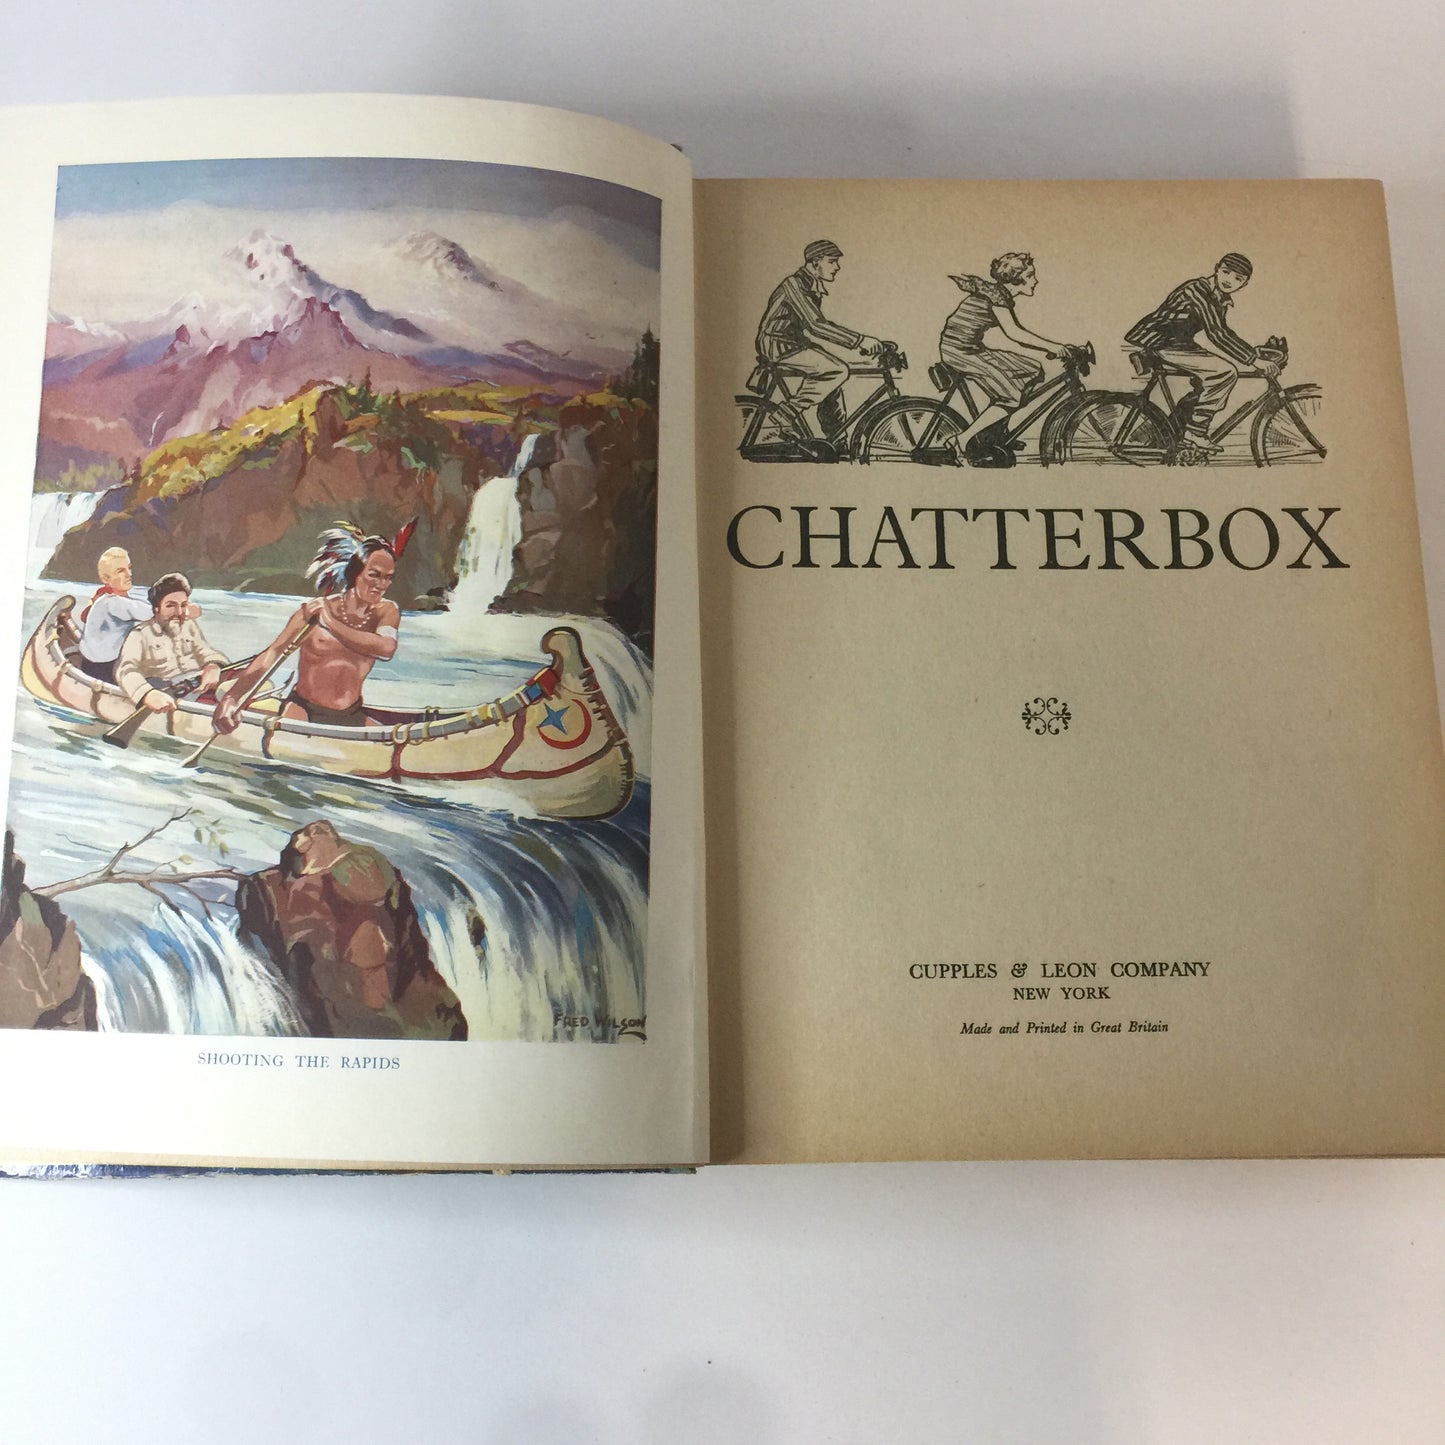 FRED WILSON
SHOOTING THE RAPIDS
CHATTERBOX
CUPPLES & LEON COMPANY
NEW YORK
Made and Printed in Great Britain